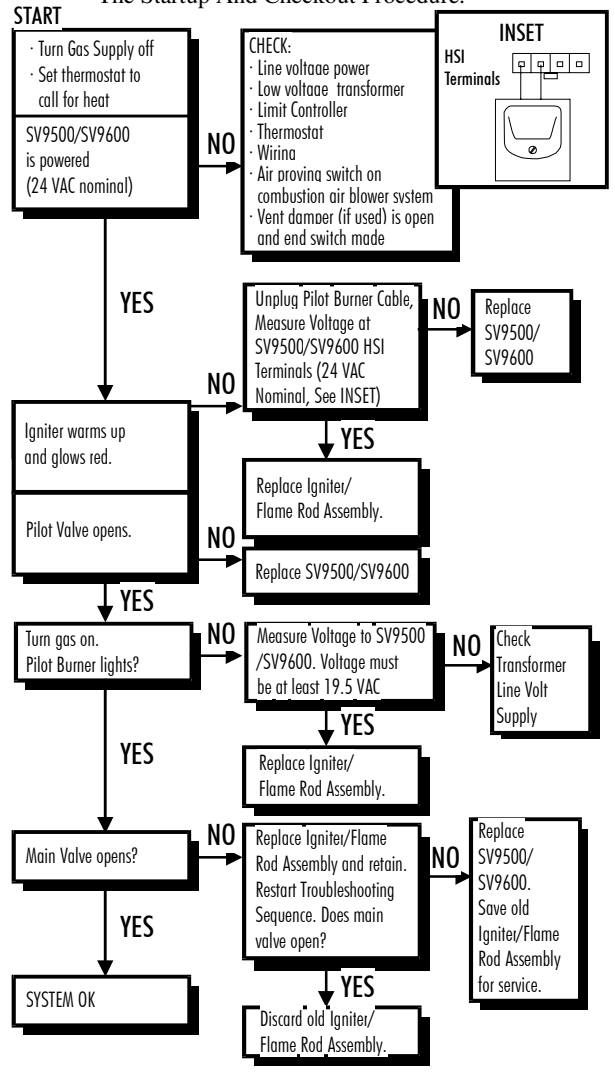 The Startup And Checkout Procedure.
START
· Turn Gas Supply off
· Set thermostat to
call for heat
SV9500/SV9600
is powered
(24 VAC nominal)
NO
CHECK:
· Line voltage power
· Low voltage transformer
· Limit Controller
· Thermostat
· Wiring
· Air proving switch on
combustion air blower system
· Vent damper (if used) is open
and end switch made
INSET
HSI
Terminals
YES
Igniter warms up
and glows red.
NO
Unplug Pilot Burner Cable,
Measure Voltage at
SV9500/SV9600 HSI
Terminals (24 VAC
Nominal, See INSET)
NO
Replace
SV9500/
SV9600
YES
Replace Igniter/
Flame Rod Assembly.
Pilot Valve opens.
NO
Replace SV9500/SV9600
YES
Turn gas on.
Pilot Burner lights?
NO
Measure Voltage to SV9500
/SV9600. Voltage must
be at least 19.5 VAC
NO
Check
Transformer
Line Volt
Supply
YES
Replace Igniter/
Flame Rod Assembly.
YES
Main Valve opens?
NO
Replace Igniter/Flame
Rod Assembly and retain.
Restart Troubleshooting
Sequence. Does main
valve open?
NO
Replace
SV9500/
SV9600.
Save old
Igniter/Flame
Rod Assembly
for service.
YES
Discard old Igniter/
Flame Rod Assembly.
YES
SYSTEM OK